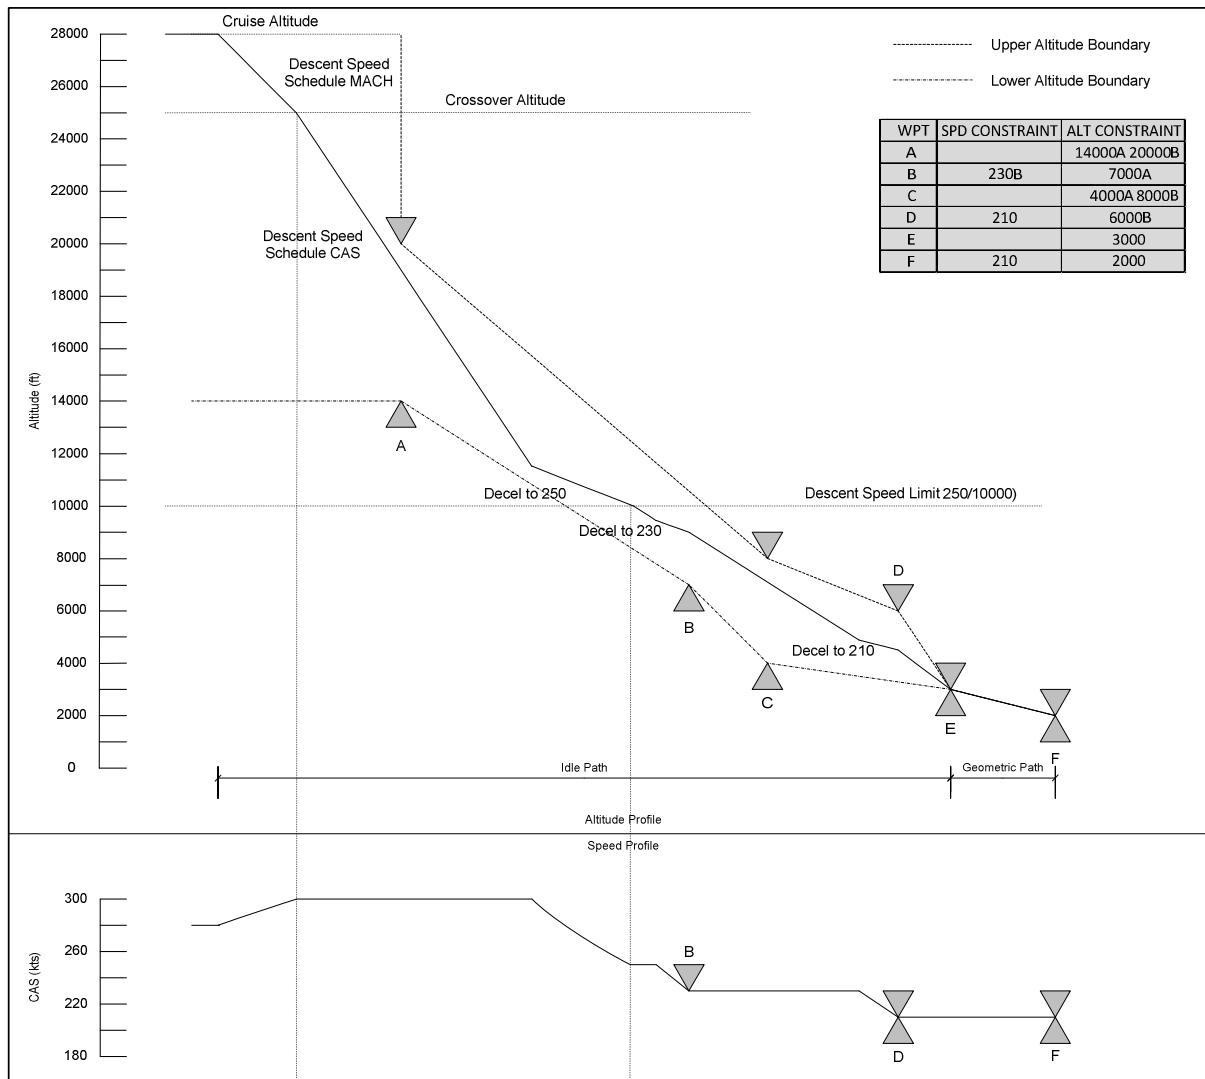 Cruise Altitude
28000
Upper Altitude Boundary
Descent Speed
Schedule MACH
26000
Lower Altitude Boundary
Crossover Altitude
24000
WPT SPD CONSTRAINT ALT CONSTRAINT
A 14000A 20000B
B 230B 7000A
C 4000A 8000B
D 210 6000B
E 3000
F 210 2000
22000
20000
Descent Speed
Schedule CAS
18000
16000
Altitude (ft)
14000
A
12000
Decel to 250
Descent Speed Limit 250/10000)
10000
Decel to 230
8000
D
6000
B
Decel to 210
4000
C
2000
E
F
0
Idle Path
Geometric Path
Altitude Profile
Speed Profile
300
B
260
CAS (kts)
220
180
D
F